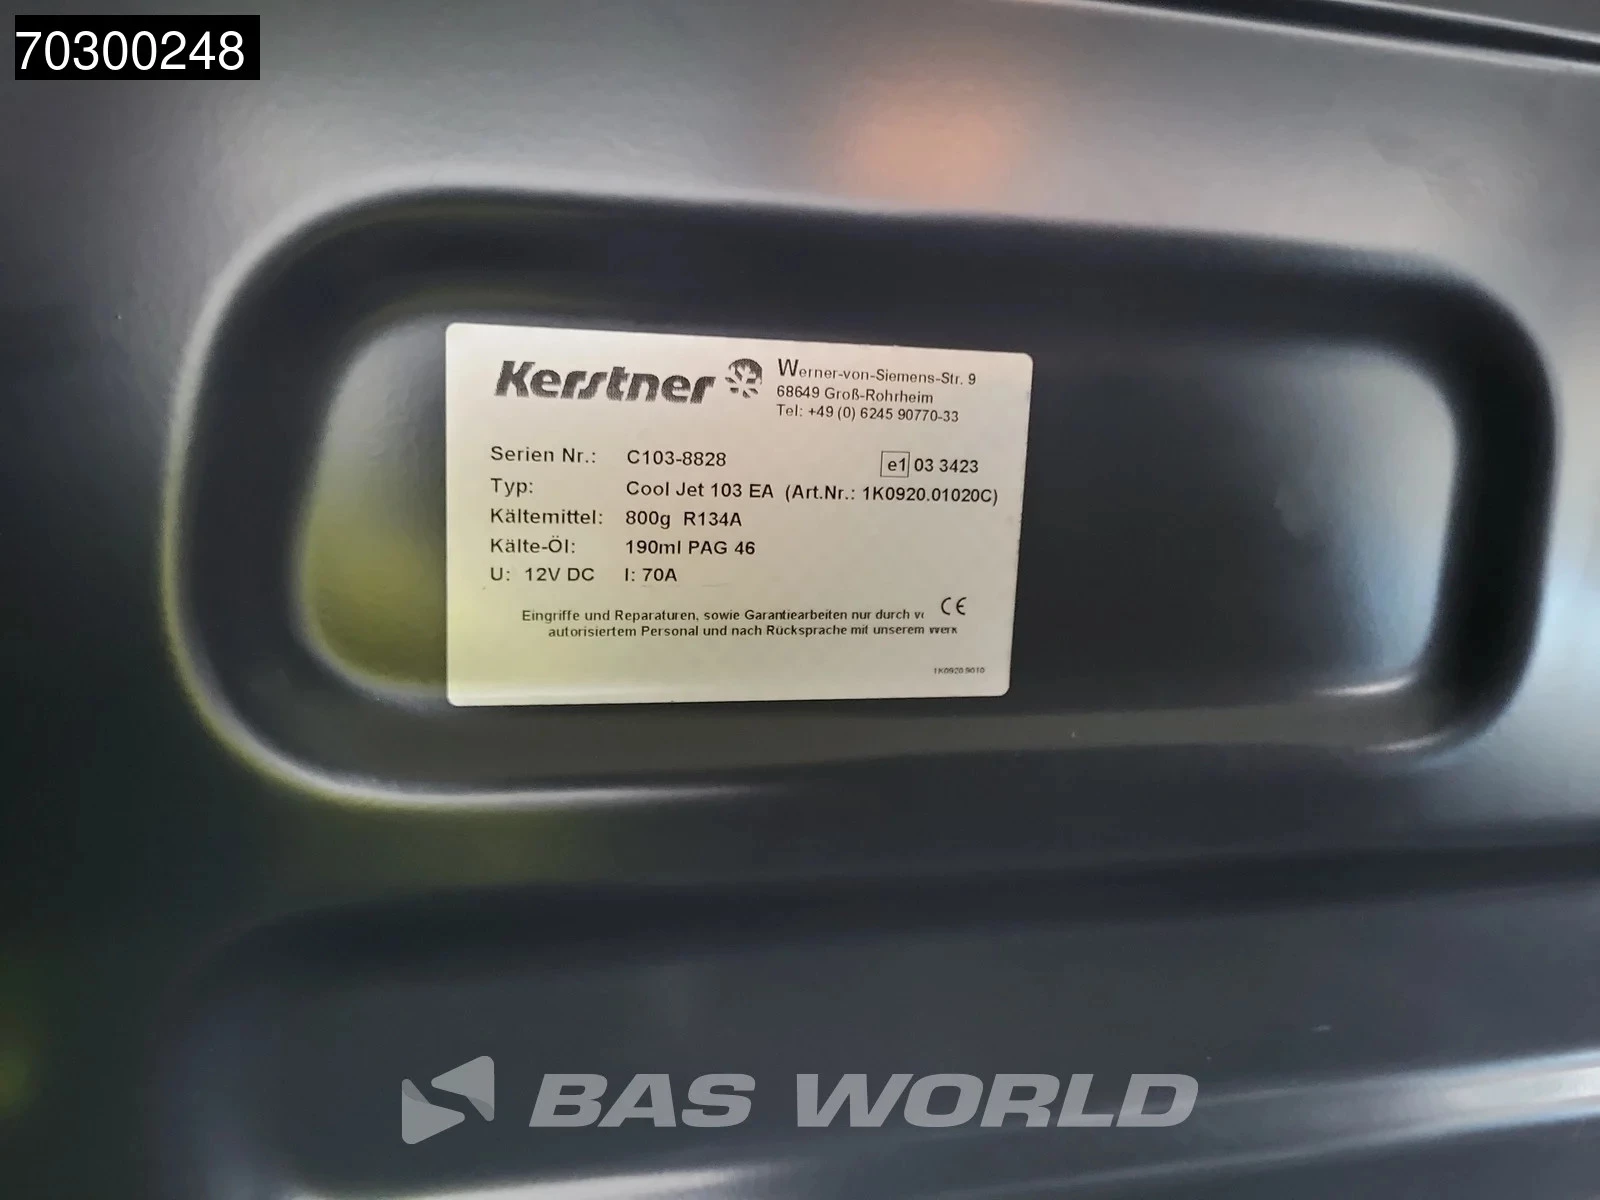 70300248
Kerstner
Werner-von-Siemens-Str. 9
68649 Groß-Rohrheim
Tel: +49 (0) 6245 90770-33
Serien Nr.: C103-8828 e1 03 3423
Typ: Cool Jet 103 EA (Art.Nr.: 1K0920.01020C)
Kältemittel: 800g R134A
Kälte-Öl: 190ml PAG 46
U: 12V DC I: 70A
Eingriffe und Reparaturen, sowie Garantiearbeiten nur durch CE
autorisiertem Personal und nach Rücksprache mit unserem Werk
1K0920.9010
BAS WORLD